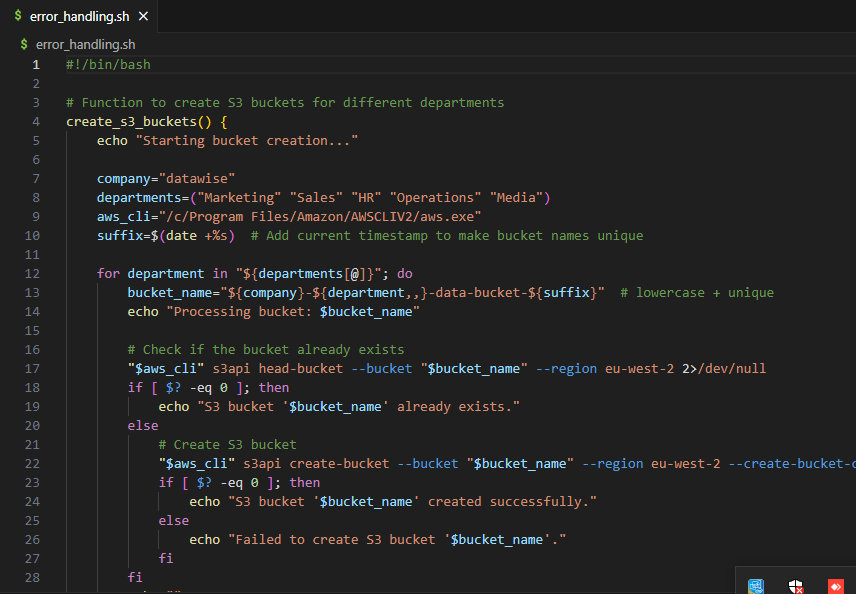 $ error_handling.sh ×
$ error_handling.sh
1 #!/bin/bash
2
3 # Function to create S3 buckets for different departments
4 create_s3_buckets() {
5 echo "Starting bucket creation..."
6
7 company="datawise"
8 departments=("Marketing" "Sales" "HR" "Operations" "Media")
9 aws_cli="/c/Program Files/Amazon/AWSCLIV2/aws.exe"
10 suffix=$(date +%s)  # Add current timestamp to make bucket names unique
11
12 for department in "${departments[@]}"; do
13 bucket_name="${company}-${department,,}-data-bucket-${suffix}"  # lowercase + unique
14 echo "Processing bucket: $bucket_name"
15
16 # Check if the bucket already exists
17 "$aws_cli" s3api head-bucket --bucket "$bucket_name" --region eu-west-2 2>/dev/null
18 if [ $? -eq 0 ]; then
19 echo "S3 bucket '$bucket_name' already exists."
20 else
21 # Create S3 bucket
22 "$aws_cli" s3api create-bucket --bucket "$bucket_name" --region eu-west-2 --create-bucket-c
23 if [ $? -eq 0 ]; then
24 echo "S3 bucket '$bucket_name' created successfully."
25 else
26 echo "Failed to create S3 bucket '$bucket_name'."
27 fi
28 fi